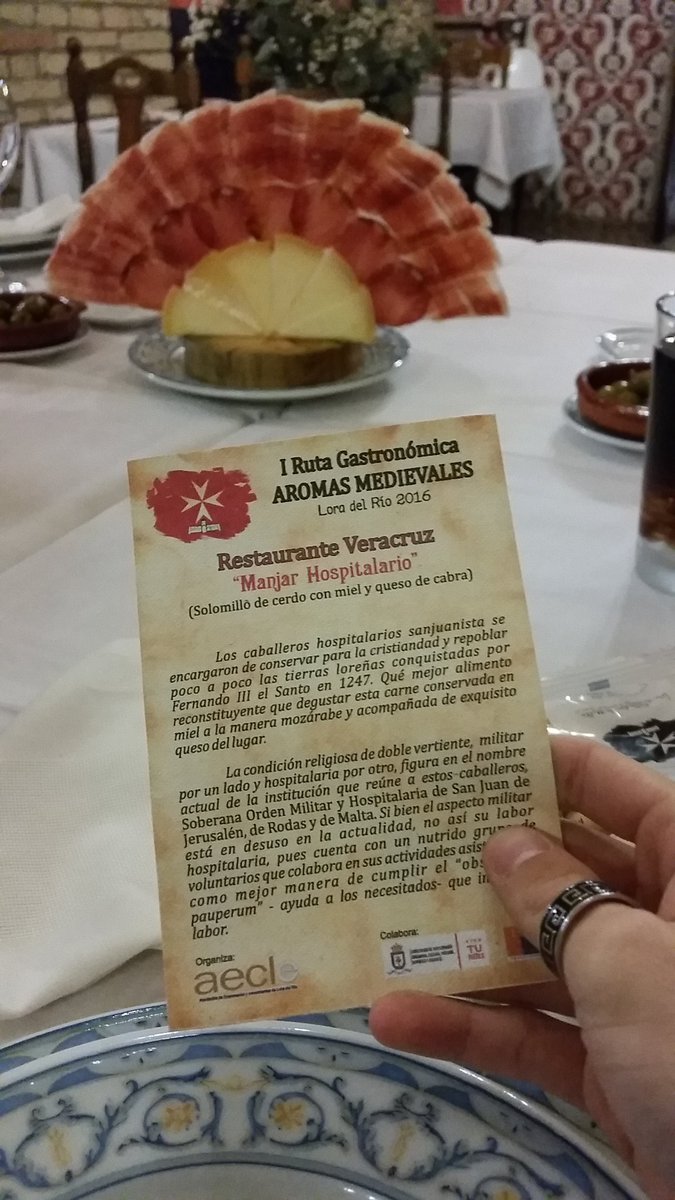 I Ruta Gastronómica
AROMAS MEDIEVALES
Lora del Río 2016
Restaurante Veracruz
“Manjar Hospitalario”
(Solomillo de cerdo con miel y queso de cabra)
Los caballeros hospitalarios sanjuanista se
encargaron de conservar para la cristiandad y repoblar
poco a poco las tierras loreñas conquistadas por
Fernando III el Santo en 1247. Qué mejor alimento
reconstituyente que degustar esta carne conservada en
miel a la manera mozárabe y acompañada de exquisito
queso del lugar.
La condición religiosa de doble vertiente, militar
por un lado y hospitalaria por otro, figura en el nombre
actual de la institución que reúne a estos caballeros,
Soberana Orden Militar y Hospitalaria de San Juan de
Jerusalén, de Rodas y de Malta. Si bien el aspecto militar
está en desuso en la actualidad, no así su labor
hospitalaria, pues cuenta con un nutrido grupo de
voluntarios que colabora en sus actividades
como mejor manera de cumplir el
pauperum” - ayuda a los necesitados- que
labor.
Organiza:
Colabora:
aecle
TU